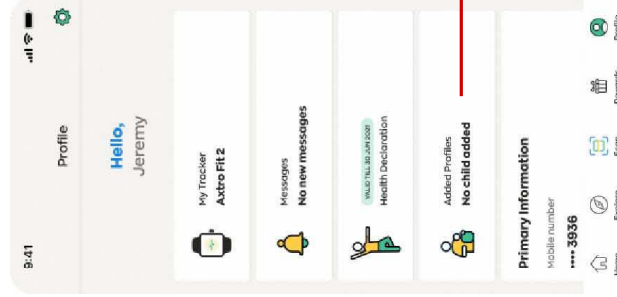 9:41
Profile
Hello,
Jeremy
My Tracker
Axtro Fit 2
Messages
No new messages
VALID TILL 30 JUN 2021
Health Declaration
Added Profiles
No child added
Primary Information
Mobile number
•••• 3936